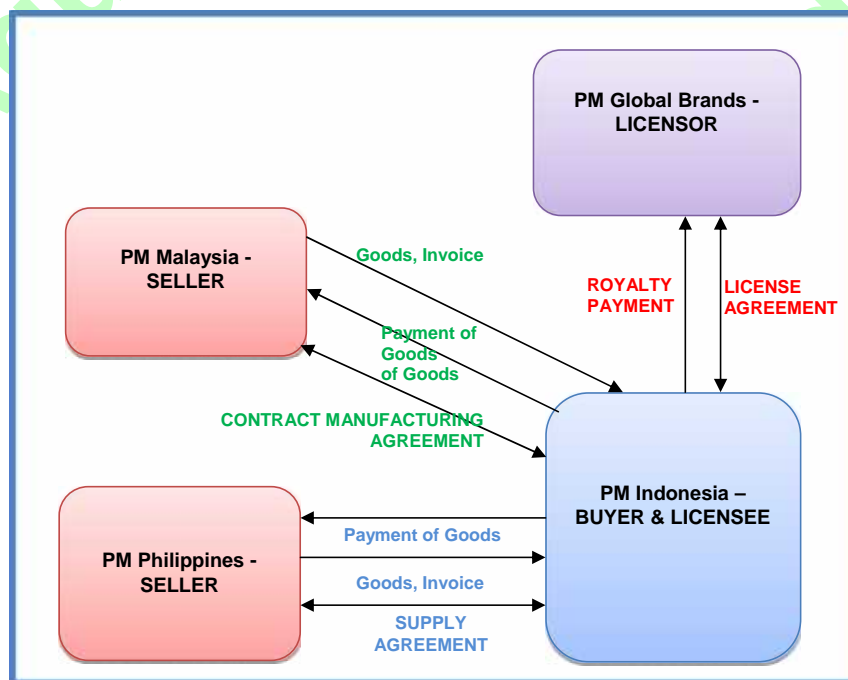 PM Global Brands -
LICENSOR
PM Malaysia -
SELLER
Goods, Invoice
ROYALTY
PAYMENT
LICENSE
AGREEMENT
Payment of
Goods
of Goods
CONTRACT MANUFACTURING
AGREEMENT
PM Indonesia –
BUYER & LICENSEE
Payment of Goods
PM Philippines -
SELLER
Goods, Invoice
SUPPLY
AGREEMENT